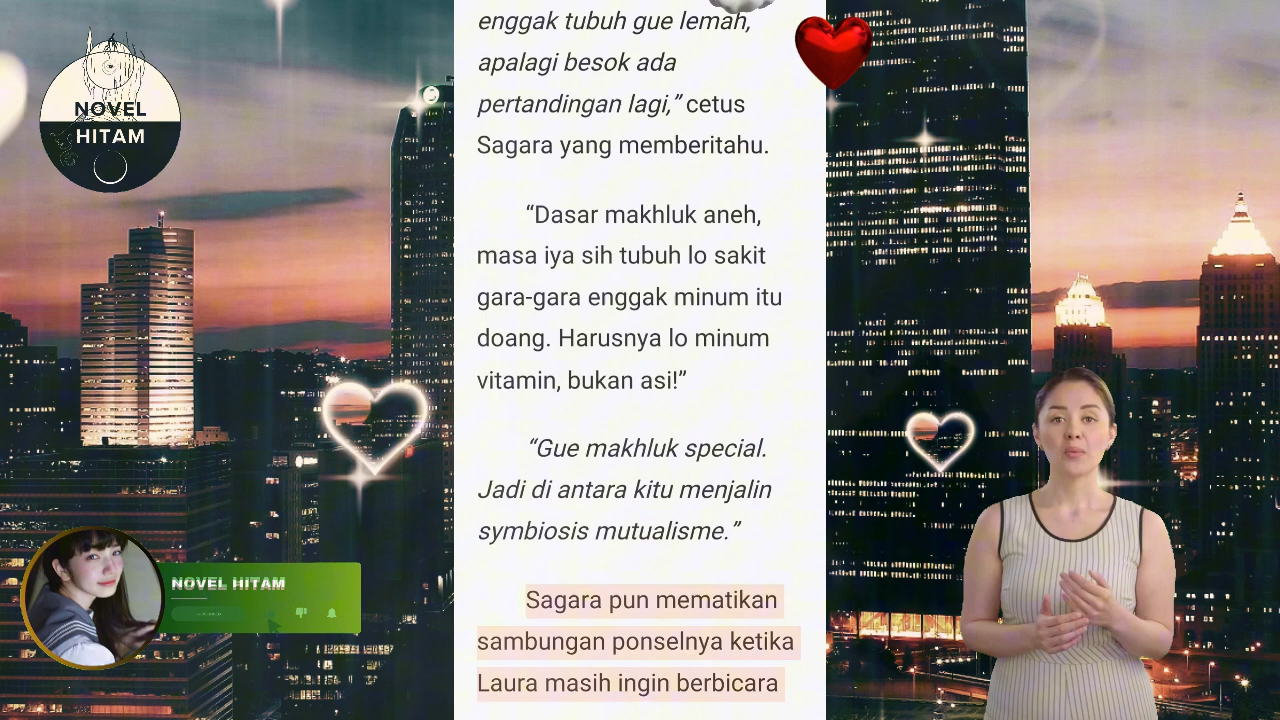 NOVEL
HITAM
enggak tubuh gue lemah,
apalagi besok ada
pertandingan lagi,” cetus
Sagara yang memberitahu.
“Dasar makhluk aneh,
masa iya sih tubuh lo sakit
gara-gara enggak minum itu
doang. Harusnya lo minum
vitamin, bukan asi!”
“Gue makhluk special.
Jadi di antara kitu menjalin
symbiosis mutualisme.”
Sagara pun mematikan
sambungan ponselnya ketika
Laura masih ingin berbicara
NOVEL HITAM